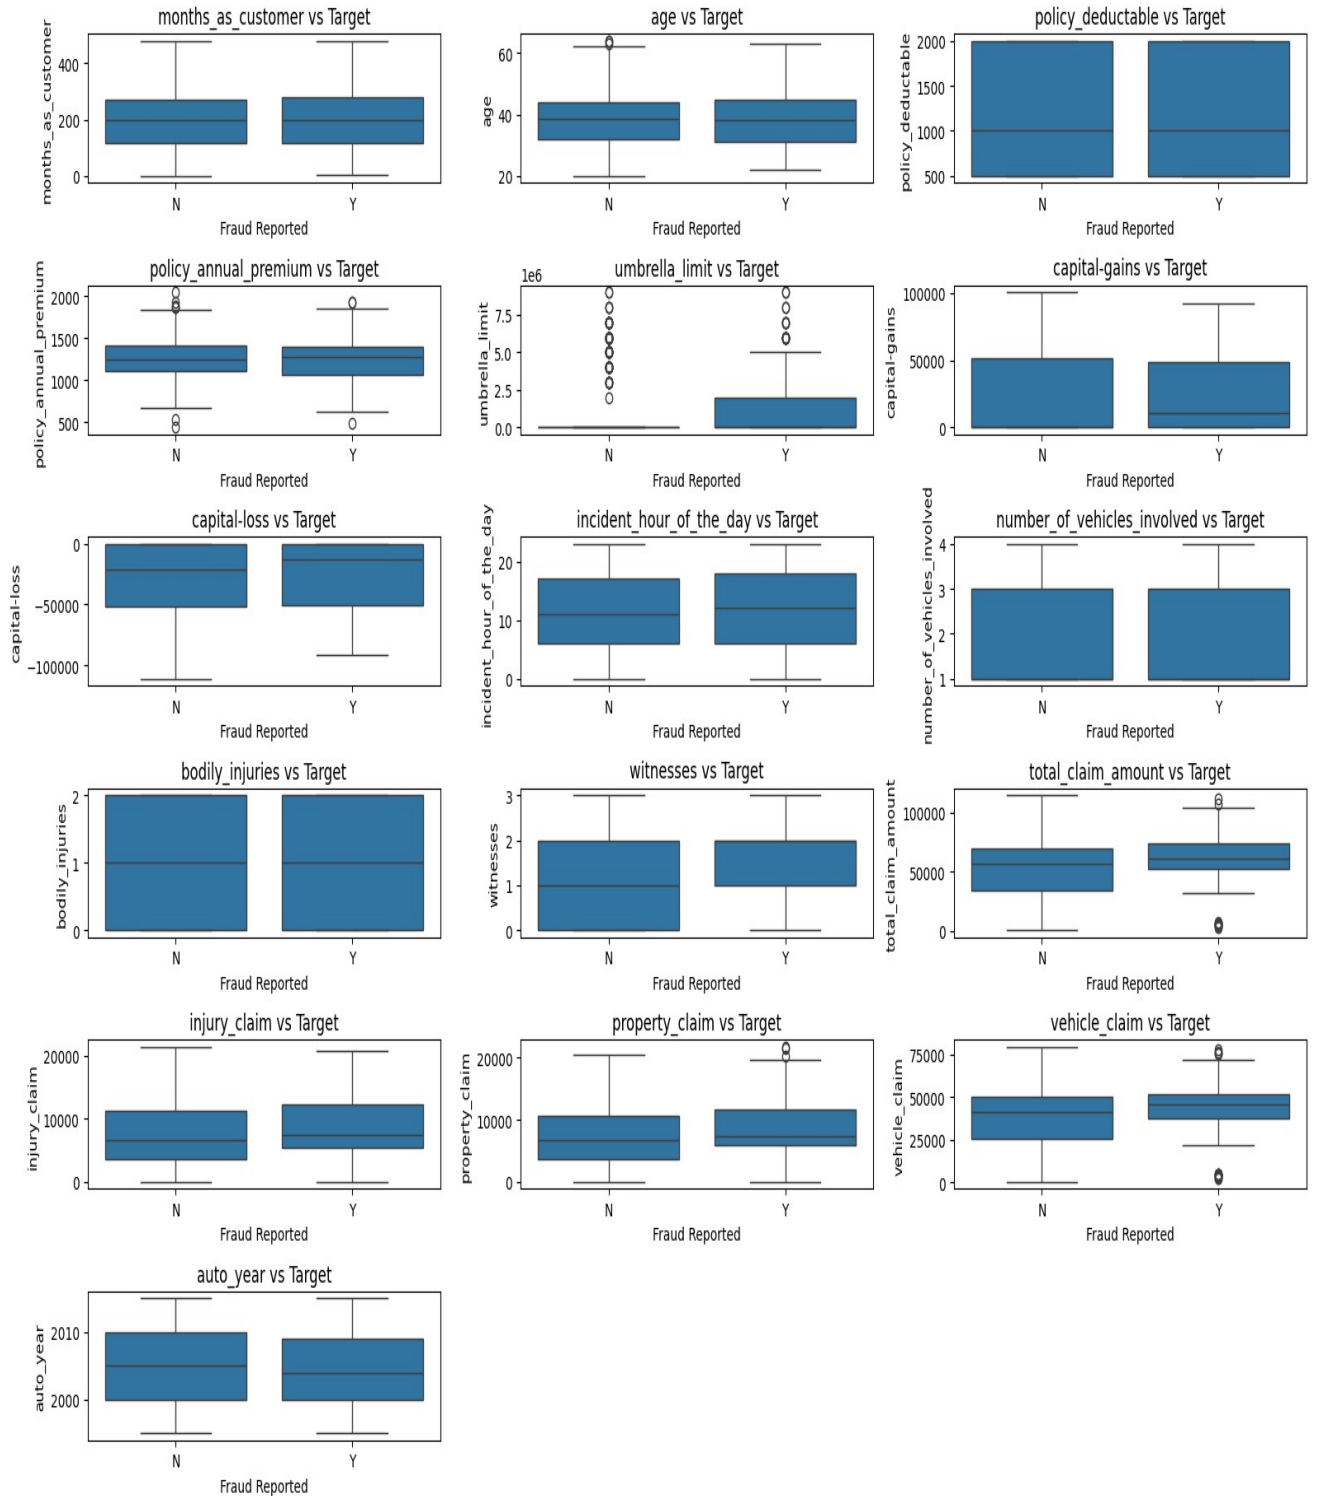 months_as_customer vs Target
months_as_customer
400
200
0
N
Y
Fraud Reported
age vs Target
age
60
40
20
N
Y
Fraud Reported
policy_deductable vs Target
policy_deductable
2000
1500
1000
500
N
Y
Fraud Reported
policy_annual_premium vs Target
policy_annual_premium
2000
1500
1000
500
N
Y
Fraud Reported
umbrella_limit vs Target
1e6
umbrella_limit
7.5
5.0
2.5
0.0
N
Y
Fraud Reported
capital-gains vs Target
capital-gains
100000
50000
0
N
Y
Fraud Reported
capital-loss vs Target
capital-loss
0
−50000
−100000
N
Y
Fraud Reported
incident_hour_of_the_day vs Target
incident_hour_of_the_day
20
10
0
N
Y
Fraud Reported
number_of_vehicles_involved vs Target
number_of_vehicles_involved
4
3
2
1
N
Y
Fraud Reported
bodily_injuries vs Target
bodily_injuries
2
1
0
N
Y
Fraud Reported
witnesses vs Target
witnesses
3
2
1
0
N
Y
Fraud Reported
total_claim_amount vs Target
total_claim_amount
100000
50000
0
N
Y
Fraud Reported
injury_claim vs Target
injury_claim
20000
10000
0
N
Y
Fraud Reported
property_claim vs Target
property_claim
20000
10000
0
N
Y
Fraud Reported
vehicle_claim vs Target
vehicle_claim
75000
50000
25000
0
N
Y
Fraud Reported
auto_year vs Target
auto_year
2010
2000
N
Y
Fraud Reported